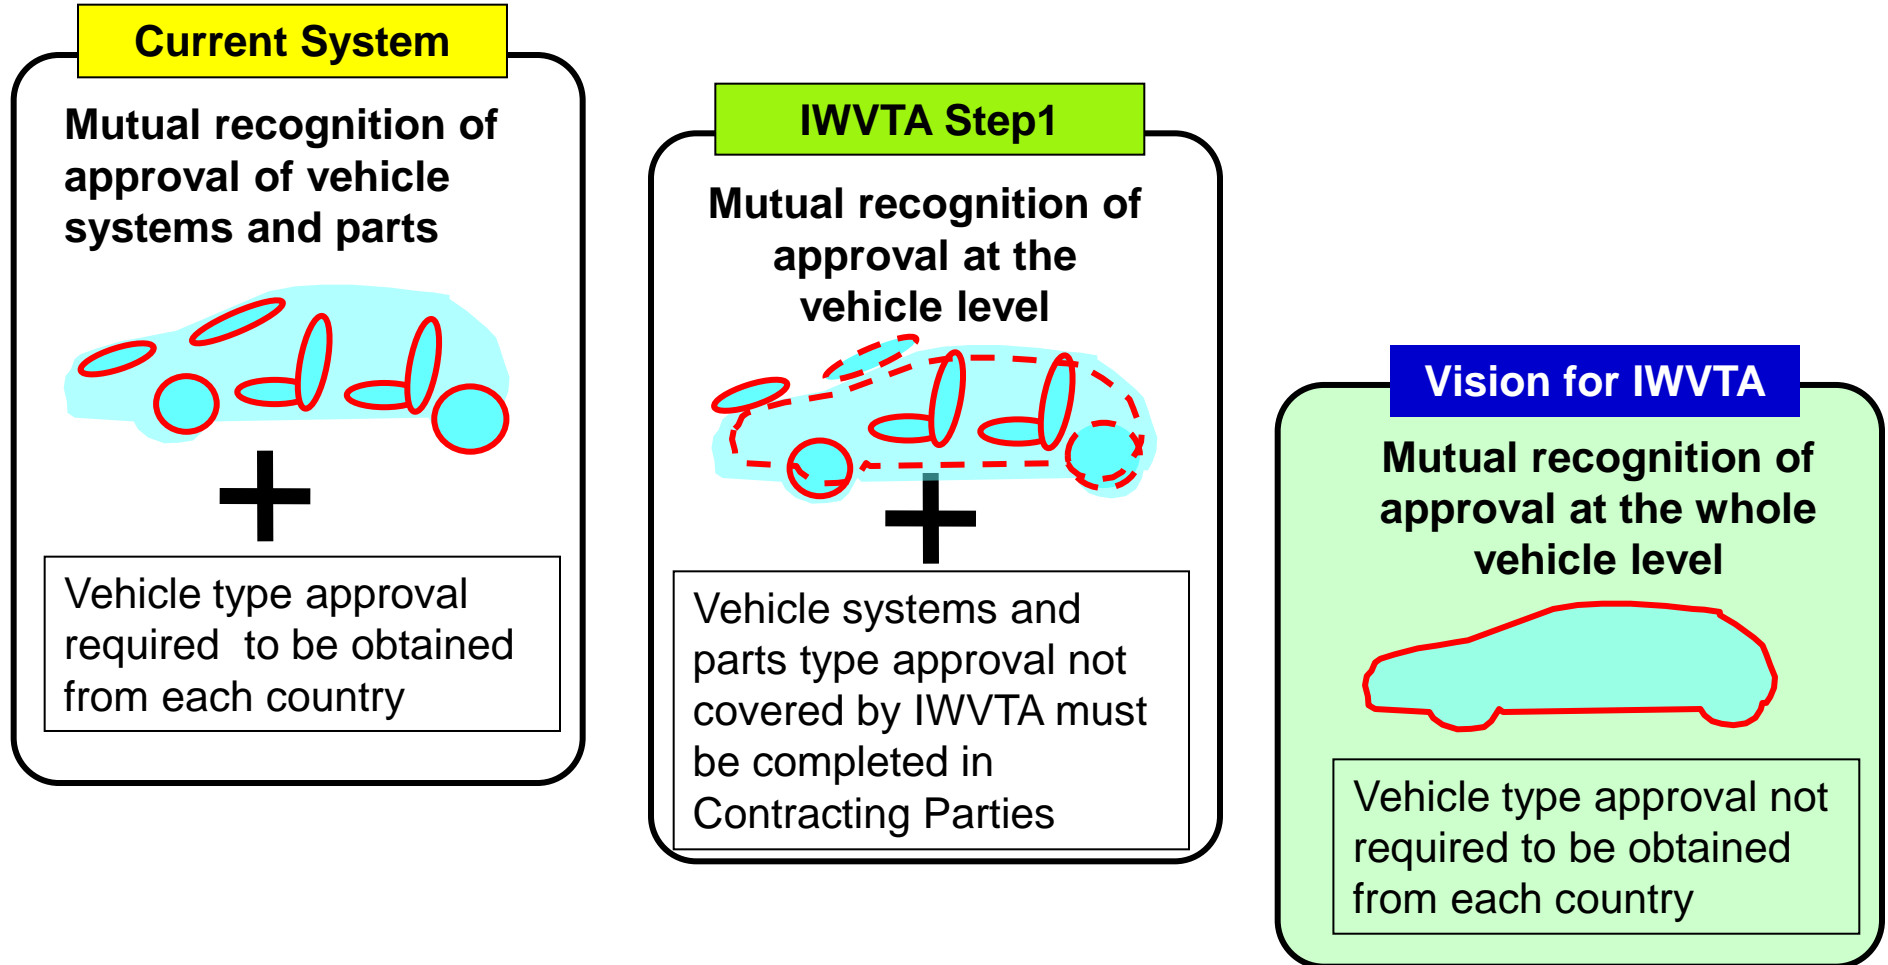 Current System
Mutual recognition of
approval of vehicle
systems and parts
Vehicle type approval
required to be obtained
from each country
IWVTA Step1
Mutual recognition of
approval at the
vehicle level
Vehicle systems and
parts type approval not
covered by IWVTA must
be completed in
Contracting Parties
Vision for IWVTA
Mutual recognition of
approval at the whole
vehicle level
Vehicle type approval not
required to be obtained
from each country